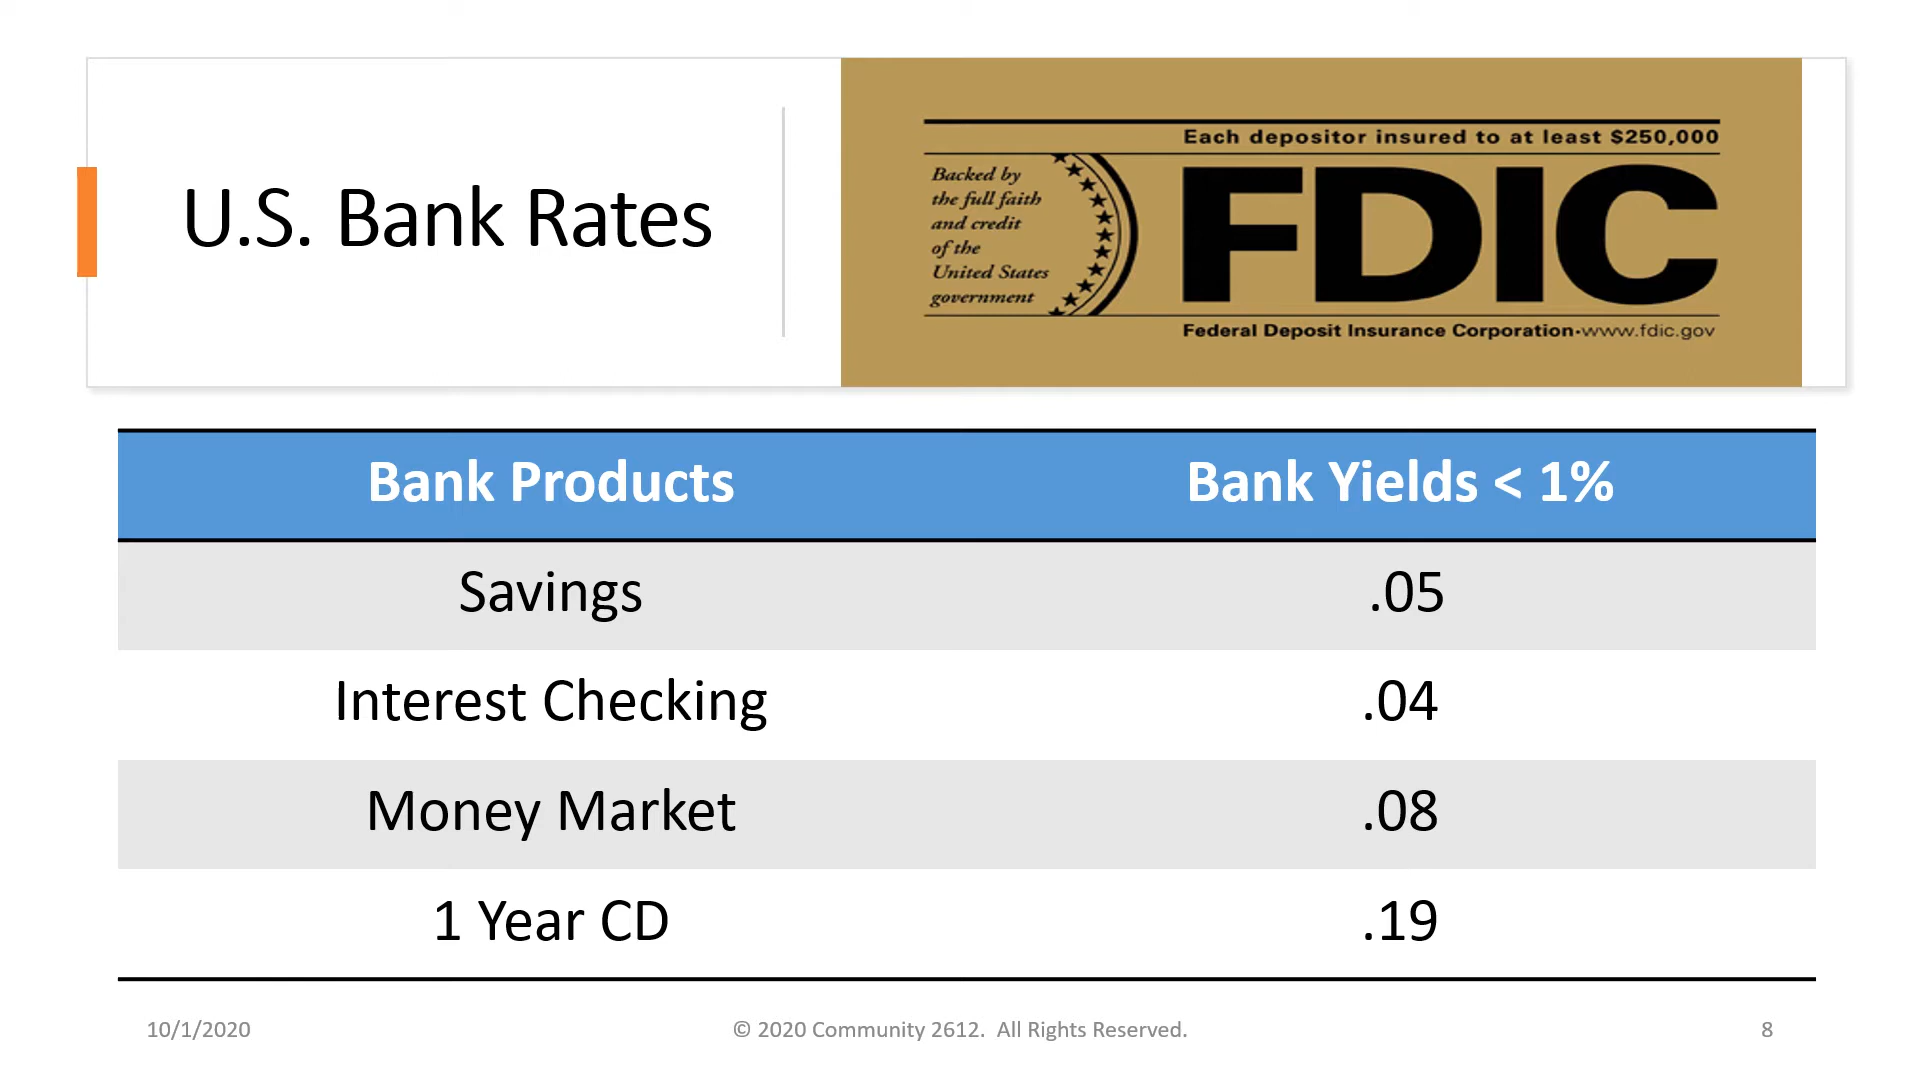 U.S. Bank Rates
Each depositor insured to at least $250,000
Backed by
the full faith
and credit
of the
United States
government
FDIC
Federal Deposit Insurance Corporation·www.fdic.gov
Bank Products Bank Yields < 1%
Savings .05
Interest Checking .04
Money Market .08
1 Year CD .19
10/1/2020 © 2020 Community 2612. All Rights Reserved. 8